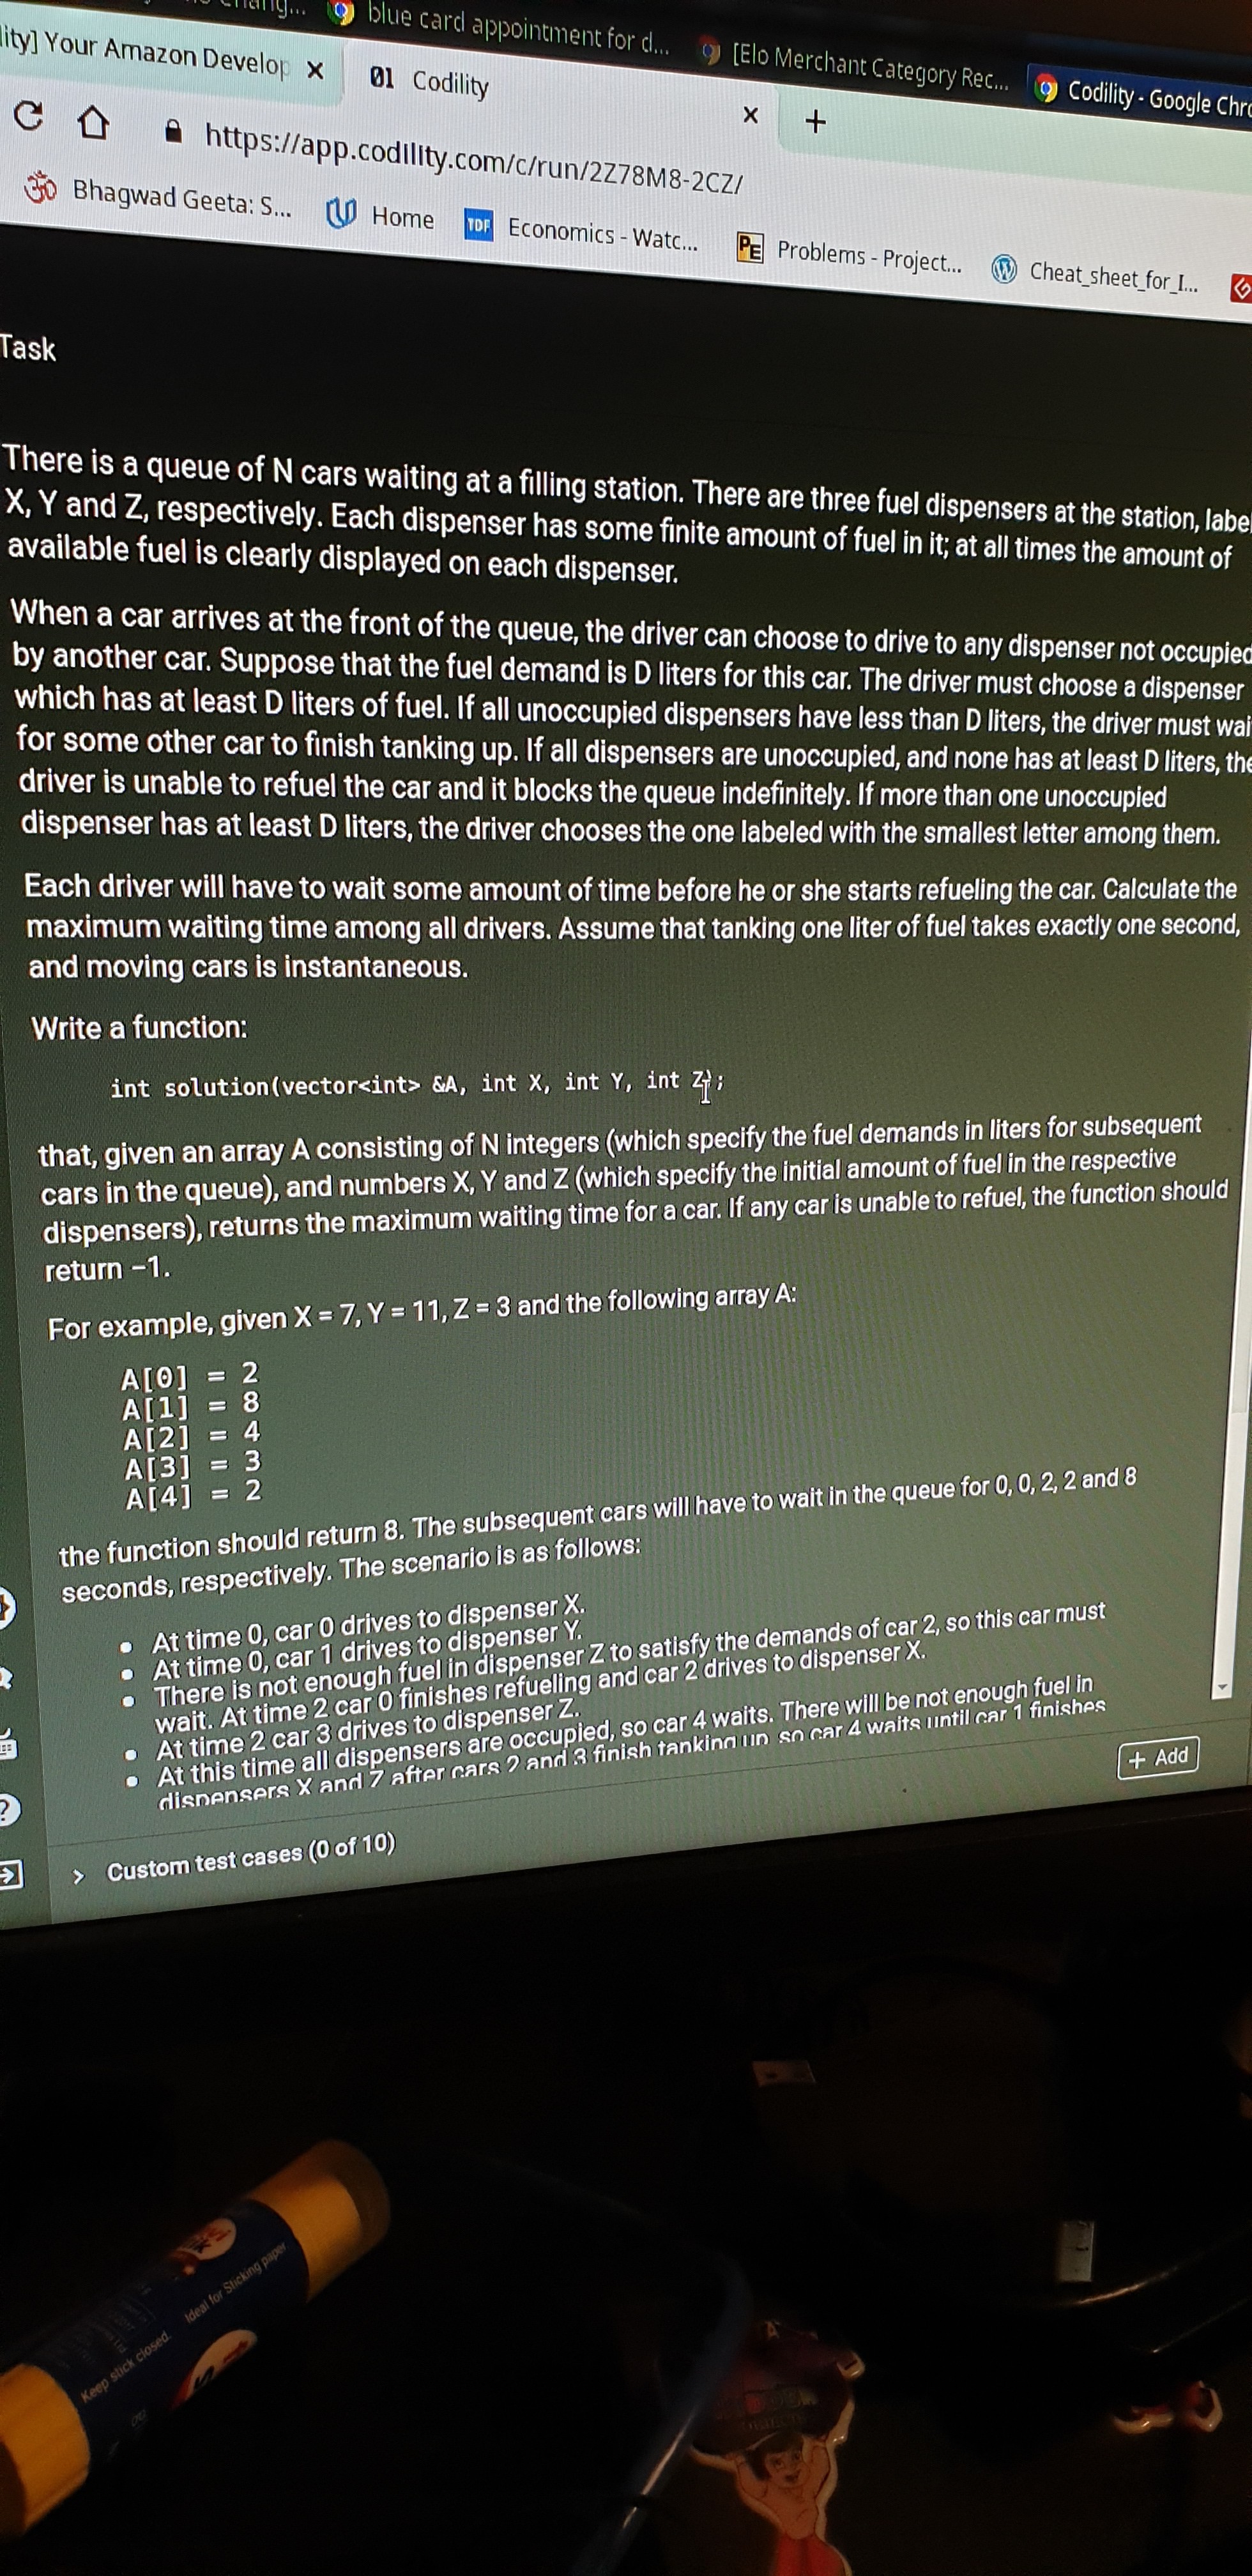 blue card appointment for d...
[Elo Merchant Category Rec...
Codility - Google Chro
lity] Your Amazon Develop
Codility
https://app.codility.com/c/run/2Z78M8-2CZ/
Bhagwad Geeta: S...
Home
TDF Economics - Watc...
PE Problems - Project...
Cheat_sheet_for_I...
Task
There is a queue of N cars waiting at a filling station. There are three fuel dispensers at the station, label
X, Y and Z, respectively. Each dispenser has some finite amount of fuel in it; at all times the amount of
available fuel is clearly displayed on each dispenser.
When a car arrives at the front of the queue, the driver can choose to drive to any dispenser not occupied
by another car. Suppose that the fuel demand is D liters for this car. The driver must choose a dispenser
which has at least D liters of fuel. If all unoccupied dispensers have less than D liters, the driver must wai
for some other car to finish tanking up. If all dispensers are unoccupied, and none has at least D liters, the
driver is unable to refuel the car and it blocks the queue indefinitely. If more than one unoccupied
dispenser has at least D liters, the driver chooses the one labeled with the smallest letter among them.
Each driver will have to wait some amount of time before he or she starts refueling the car. Calculate the
maximum waiting time among all drivers. Assume that tanking one liter of fuel takes exactly one second,
and moving cars is instantaneous.
Write a function:
int solution(vector<int> &A, int X, int Y, int Z);
that, given an array A consisting of N integers (which specify the fuel demands in liters for subsequent
cars in the queue), and numbers X, Y and Z (which specify the initial amount of fuel in the respective
dispensers), returns the maximum waiting time for a car. If any car is unable to refuel, the function should
return −1.
For example, given X = 7, Y = 11, Z = 3 and the following array A:
A[0] = 2
A[1] = 8
A[2] = 4
A[3] = 3
A[4] = 2
the function should return 8. The subsequent cars will have to wait in the queue for 0, 0, 2, 2 and 8
seconds, respectively. The scenario is as follows:
• At time 0, car 0 drives to dispenser X.
• At time 0, car 1 drives to dispenser Y.
• There is not enough fuel in dispenser Z to satisfy the demands of car 2, so this car must
wait. At time 2 car 0 finishes refueling and car 2 drives to dispenser X.
• At time 2 car 3 drives to dispenser Z.
• At this time all dispensers are occupied, so car 4 waits. There will be not enough fuel in
dispensers X and Z after cars 2 and 3 finish tanking up, so car 4 waits until car 1 finishes
+ Add
Custom test cases (0 of 10)
Ideal for Sticking paper
Keep stick closed.